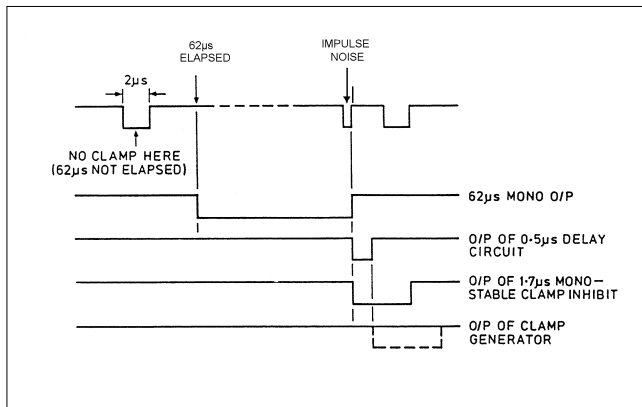 62µs
ELAPSED
IMPULSE
NOISE
2µs
NO CLAMP HERE
(62µs NOT ELAPSED)
62µs MONO O/P
O/P OF 0·5µs DELAY
CIRCUIT
O/P OF 1·7µs MONO–
STABLE CLAMP INHIBIT
O/P OF CLAMP
GENERATOR